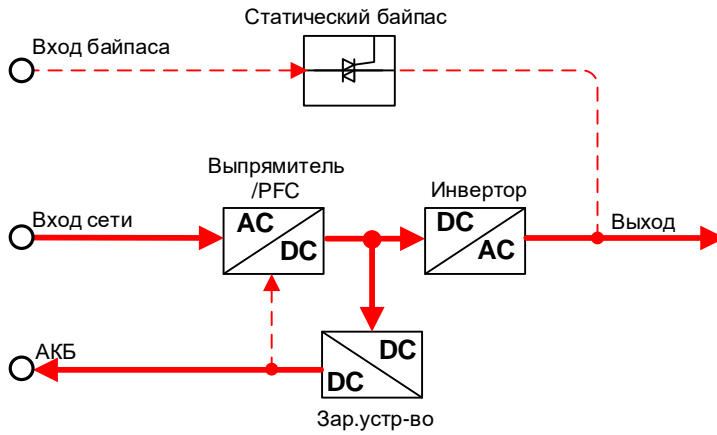 Статический байпас
Вход байпаса
Выпрямитель
/PFC
Инвертор
Вход сети
AC
DC
DC
AC
Выход
АКБ
DC
DC
Зар.устр-во